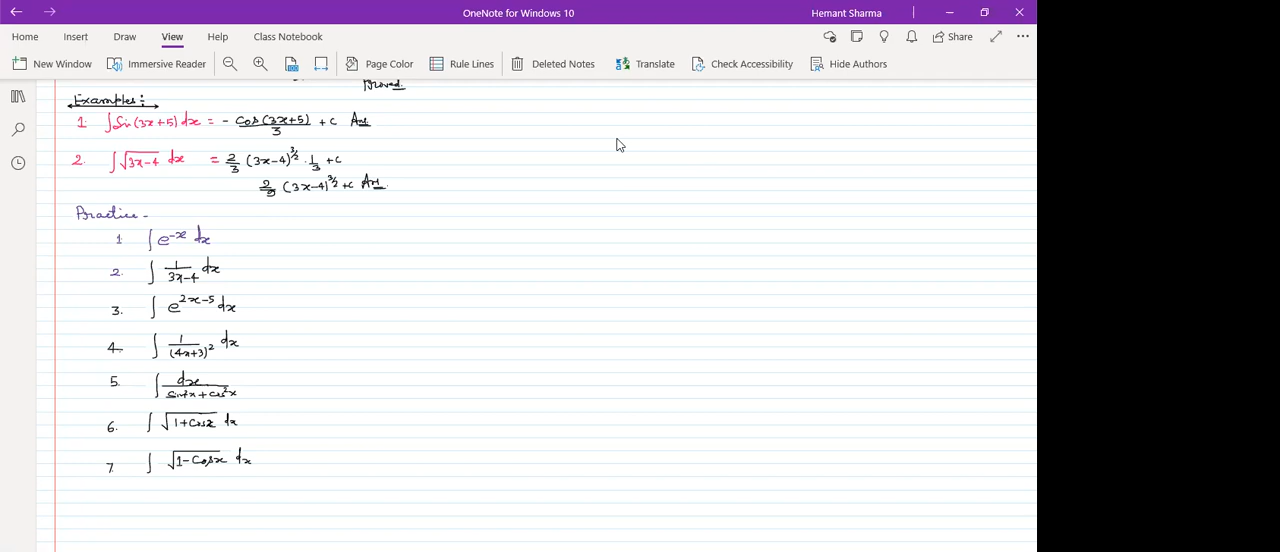 OneNote for Windows 10
Hemant Sharma
Home Insert Draw View Help Class Notebook
Share
New Window Immersive Reader Page Color Rule Lines Deleted Notes Translate Check Accessibility Hide Authors
Proved.
Examples:
1. ∫ Sin(3x+5) dx = - Cos(3x+5)/3 + c Ans
2. ∫ √(3x-4) dx = 2/3 (3x-4)^3/2 · 1/3 + c
2/9 (3x-4)^3/2 + c Ans.
Practice -
1. ∫ e^-x dx
2. ∫ 1/(3x-4) dx
3. ∫ e^(2x-5) dx
4. ∫ 1/(4x+3)² dx
5. ∫ dx/(sin²x + cos²x)
6. ∫ √(1+Cosx) dx
7. ∫ √(1-Cosx) dx